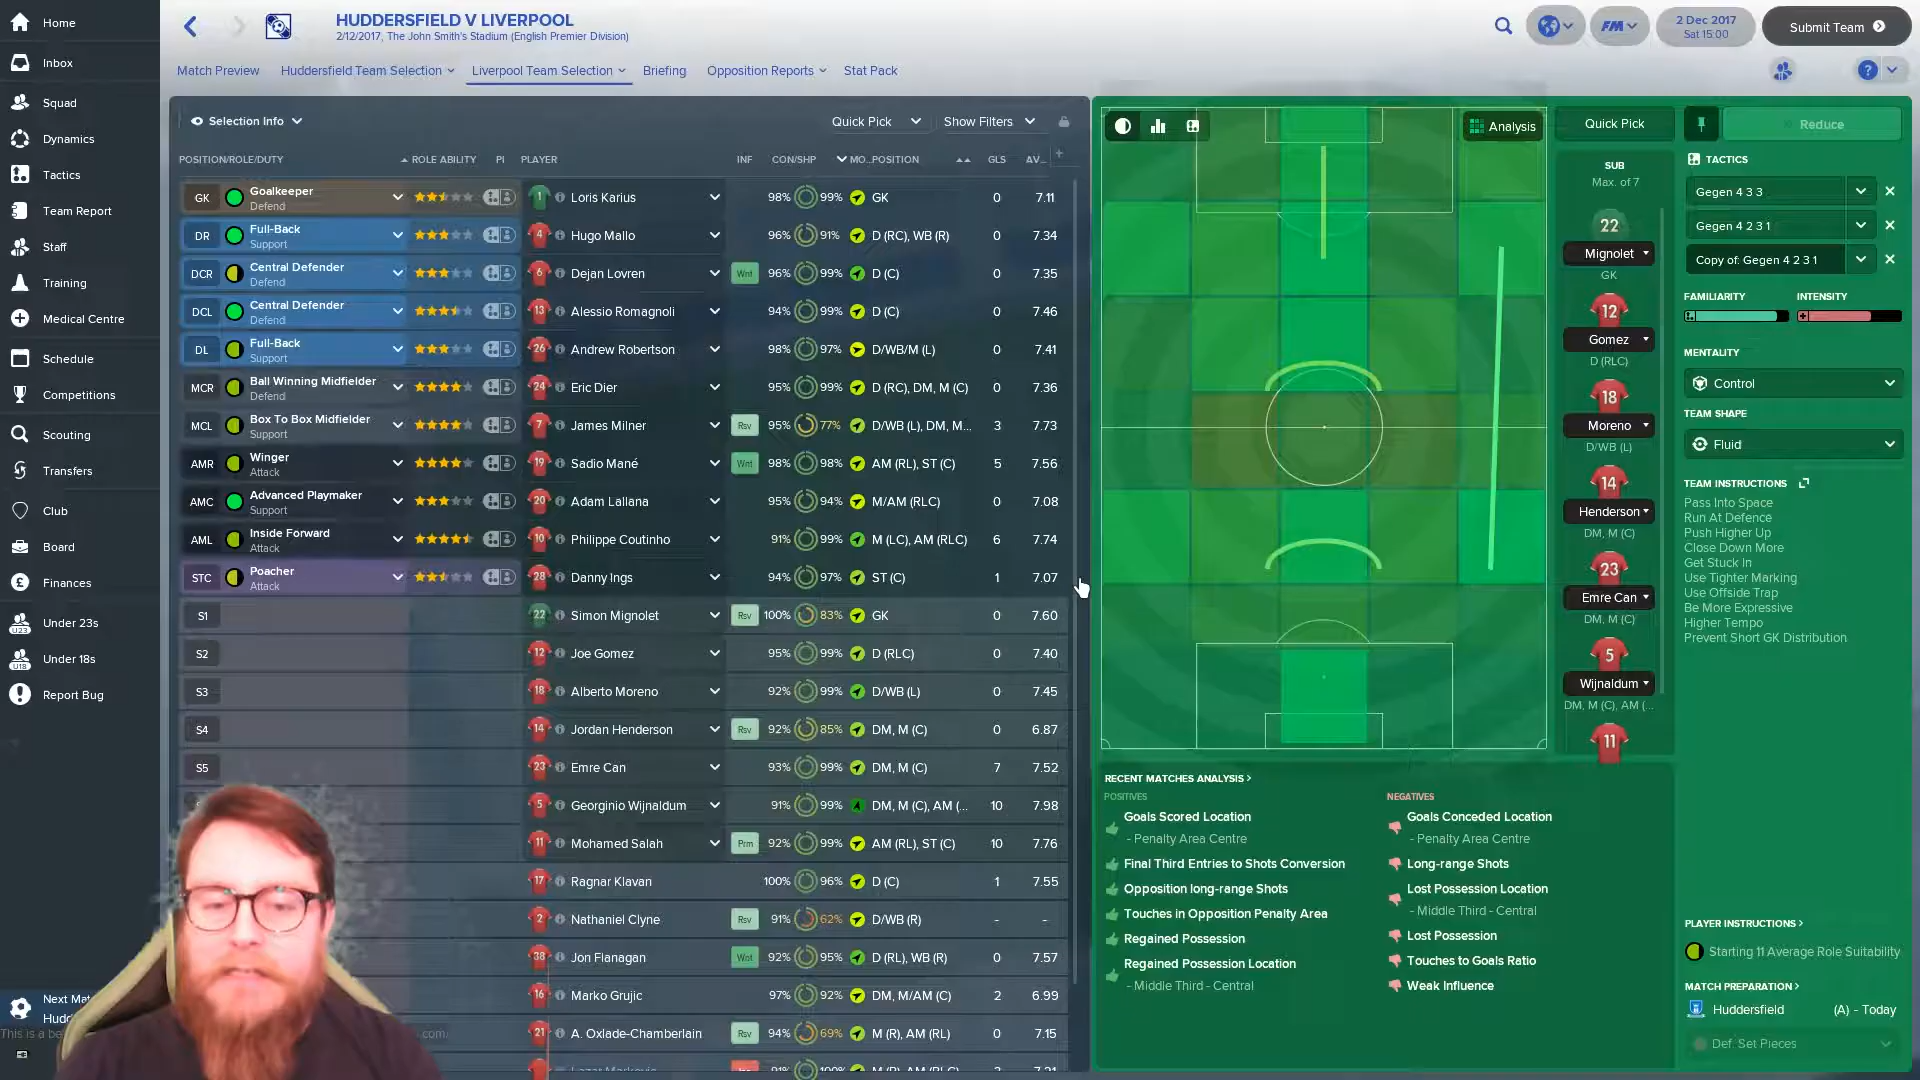 Home
Inbox
Squad
Dynamics
Tactics
Team Report
Staff
Training
Medical Centre
Schedule
Competitions
Scouting
Transfers
Club
Board
Finances
Under 23s
Under 18s
Report Bug
HUDDERSFIELD V LIVERPOOL
2/12/2017, The John Smith's Stadium (English Premier Division)
FM
2 Dec 2017
Sat 15:00
Submit Team
Match Preview
Huddersfield Team Selection
Liverpool Team Selection
Briefing
Opposition Reports
Stat Pack
Selection Info
Quick Pick
Show Filters
POSITION/ROLE/DUTY ROLE ABILITY PI PLAYER INF CON/SHP MO... POSITION GLS AV...
GK Goalkeeper Defend 1 Loris Karius 98% 99% GK 0 7.11
DR Full-Back Support 4 Hugo Mallo 96% 91% D (RC), WB (R) 0 7.34
DCR Central Defender Defend 6 Dejan Lovren Wnt 96% 99% D (C) 0 7.35
DCL Central Defender Defend 13 Alessio Romagnoli 94% 99% D (C) 0 7.46
DL Full-Back Support 26 Andrew Robertson 98% 97% D/WB/M (L) 0 7.41
MCR Ball Winning Midfielder Defend 24 Eric Dier 95% 99% D (RC), DM, M (C) 0 7.36
MCL Box To Box Midfielder Support 7 James Milner Rsv 95% 77% D/WB (L), DM, M... 3 7.73
AMR Winger Attack 19 Sadio Mané Wnt 98% 98% AM (RL), ST (C) 5 7.56
AMC Advanced Playmaker Support 20 Adam Lallana 95% 94% M/AM (RLC) 0 7.08
AML Inside Forward Attack 10 Philippe Coutinho 91% 99% M (LC), AM (RLC) 6 7.74
STC Poacher Attack 28 Danny Ings 94% 97% ST (C) 1 7.07
S1 22 Simon Mignolet Rsv 100% 83% GK 0 7.60
S2 12 Joe Gomez 95% 99% D (RLC) 0 7.40
S3 18 Alberto Moreno 92% 99% D/WB (L) 0 7.45
S4 14 Jordan Henderson Rsv 92% 85% DM, M (C) 0 6.87
S5 23 Emre Can 93% 99% DM, M (C) 7 7.52
5 Georginio Wijnaldum 91% 99% DM, M (C), AM (... 10 7.98
11 Mohamed Salah Prm 92% 99% AM (RL), ST (C) 10 7.76
17 Ragnar Klavan 100% 96% D (C) 1 7.55
2 Nathaniel Clyne Rsv 91% 62% D/WB (R) - -
38 Jon Flanagan Wnt 92% 95% D (RL), WB (R) 0 7.57
16 Marko Grujic 97% 92% DM, M/AM (C) 2 6.99
21 A. Oxlade-Chamberlain Rsv 94% 69% M (R), AM (RL) 0 7.15
Next Mat
Hudd
This is a be
.com.
Analysis
Quick Pick
SUB
Max. of 7
22
Mignolet
GK
12
Gomez
D (RLC)
18
Moreno
D/WB (L)
14
Henderson
DM, M (C)
23
Emre Can
DM, M (C)
5
Wijnaldum
DM, M (C), AM (...
11
Reduce
TACTICS
Gegen 4 3 3
Gegen 4 2 3 1
Copy of: Gegen 4 2 3 1
FAMILIARITY
INTENSITY
MENTALITY
Control
TEAM SHAPE
Fluid
TEAM INSTRUCTIONS
Pass Into Space
Run At Defence
Push Higher Up
Close Down More
Get Stuck In
Use Tighter Marking
Use Offside Trap
Be More Expressive
Higher Tempo
Prevent Short GK Distribution
PLAYER INSTRUCTIONS >
Starting 11 Average Role Suitability
MATCH PREPARATION >
Huddersfield (A) - Today
Def. Set Pieces
RECENT MATCHES ANALYSIS >
POSITIVES
Goals Scored Location
- Penalty Area Centre
Final Third Entries to Shots Conversion
Opposition long-range Shots
Touches in Opposition Penalty Area
Regained Possession
Regained Possession Location
- Middle Third - Central
NEGATIVES
Goals Conceded Location
- Penalty Area Centre
Long-range Shots
Lost Possession Location
- Middle Third - Central
Lost Possession
Touches to Goals Ratio
Weak Influence